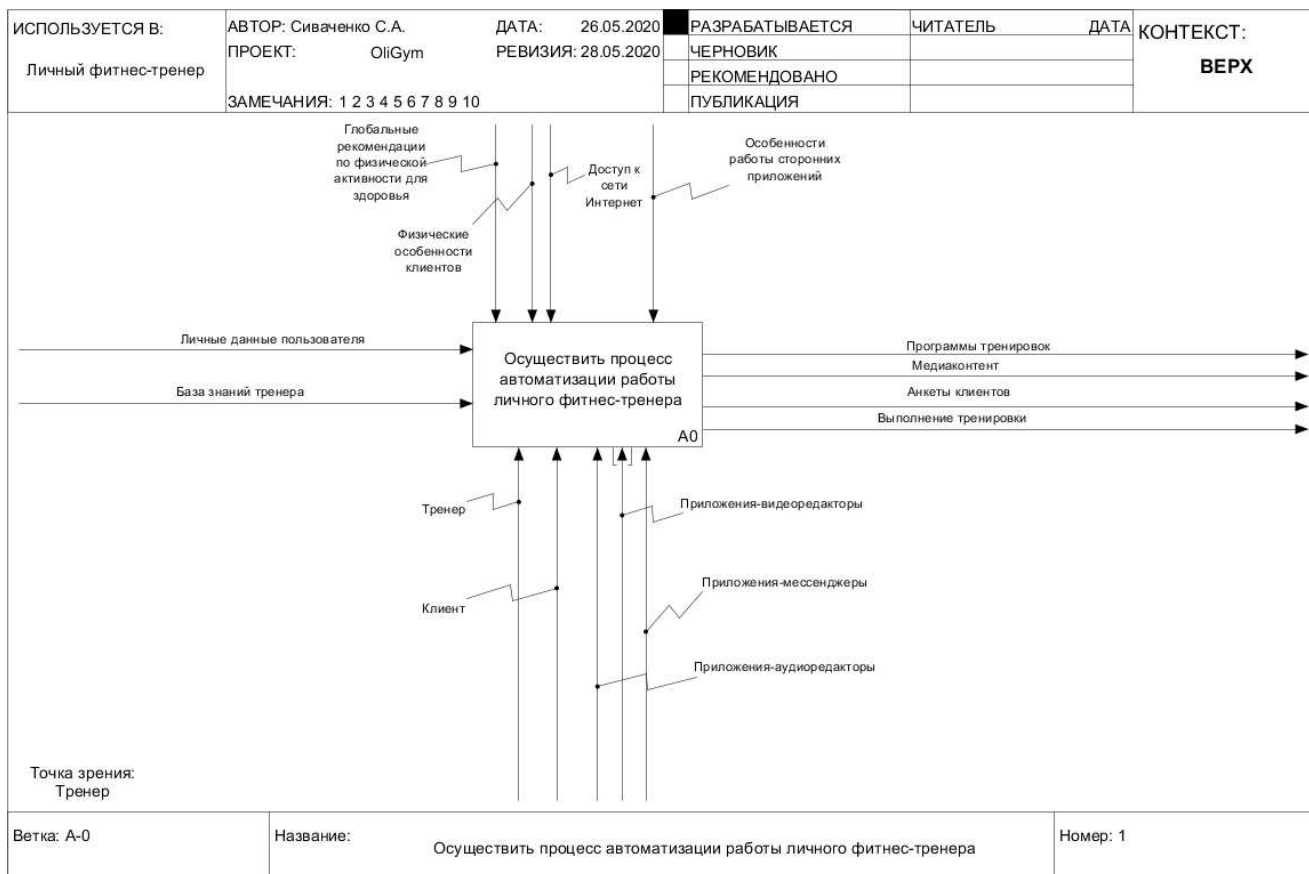 ИСПОЛЬЗУЕТСЯ В:
Личный фитнес-тренер
АВТОР: Сиваченко С.А.
ДАТА: 26.05.2020
ПРОЕКТ: OliGym
РЕВИЗИЯ: 28.05.2020
ЗАМЕЧАНИЯ: 1 2 3 4 5 6 7 8 9 10
РАЗРАБАТЫВАЕТСЯ
ЧЕРНОВИК
РЕКОМЕНДОВАНО
ПУБЛИКАЦИЯ
ЧИТАТЕЛЬ
ДАТА
КОНТЕКСТ:
ВЕРХ
Глобальные
рекомендации
по физической
активности для
здоровья
Физические
особенности
клиентов
Доступ к
сети
Интернет
Особенности
работы сторонних
приложений
Личные данные пользователя
База знаний тренера
Осуществить процесс
автоматизации работы
личного фитнес-тренера
A0
Программы тренировок
Медиаконтент
Анкеты клиентов
Выполнение тренировки
Тренер
Клиент
Приложения-видеоредакторы
Приложения-мессенджеры
Приложения-аудиоредакторы
Точка зрения:
Тренер
Ветка: A-0
Название:
Осуществить процесс автоматизации работы личного фитнес-тренера
Номер: 1